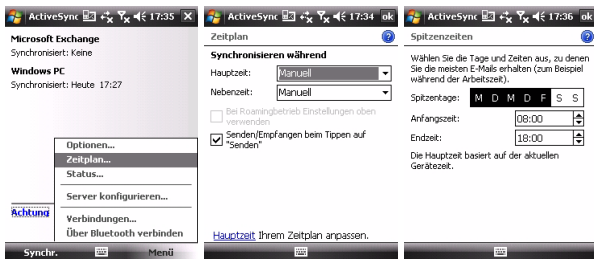 ActiveSync 17:35
Microsoft Exchange
Synchronisiert: Keine
Windows PC
Synchronisiert: Heute 17:27
Optionen...
Zeitplan...
Status...
Server konfigurieren...
Verbindungen...
Über Bluetooth verbinden
Achtung
Synchr. Menü
ActiveSync 17:34 ok
Zeitplan
Synchronisieren während
Hauptzeit: Manuell
Nebenzeit: Manuell
Bei Roamingbetrieb Einstellungen oben
verwenden
Senden/Empfangen beim Tippen auf
"Senden"
Hauptzeit Ihrem Zeitplan anpassen.
ActiveSync 17:36 ok
Spitzenzeiten
Wählen Sie die Tage und Zeiten aus, zu denen
Sie die meisten E-Mails erhalten (zum Beispiel
während der Arbeitszeit).
Spitzentage: M D M D F S S
Anfangszeit: 08:00
Endzeit: 18:00
Die Hauptzeit basiert auf der aktuellen
Gerätezeit.